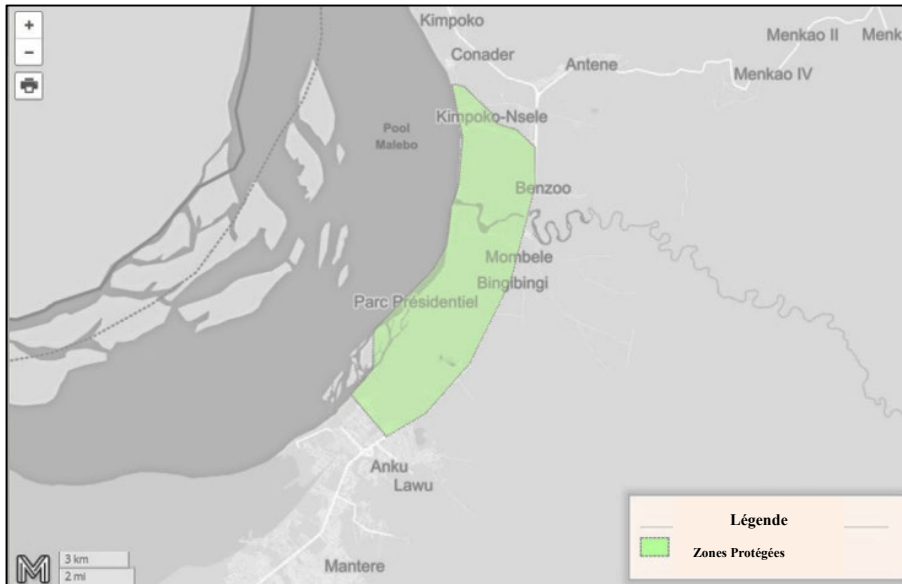 +
Kimpoko
−
Conader
Menkao II
Menk
Antene
Menkao IV
Kimpoko-Nsele
Pool
Malebo
Benzoo
Mombele
Bingibingi
Parc Présidentiel
Anku
Lawu
Légende
Zones Protégées
3 km
2 mi
Mantere